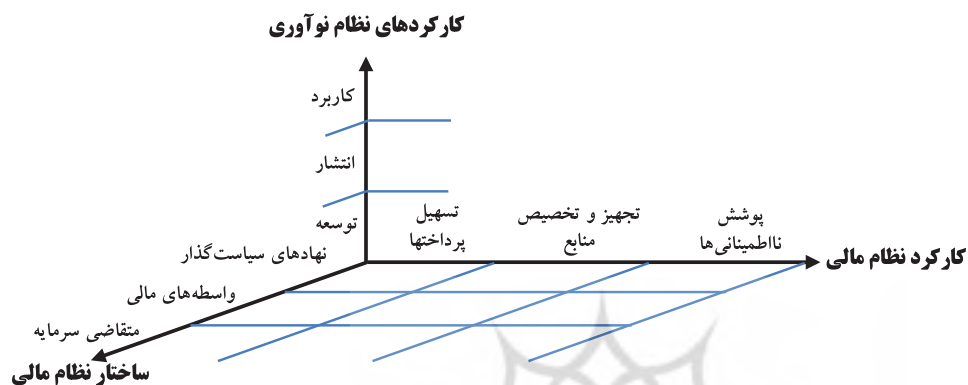 کارکردهای نظام نوآوری
کاربرد
انتشار
توسعه
تسهیل
پرداختها
تجهیز و تخصیص
منابع
پوشش
نااطمینانی‌ها
کارکرد نظام مالی
نهادهای سیاست‌گذار
واسطه‌های مالی
متقاضی سرمایه
ساختار نظام مالی